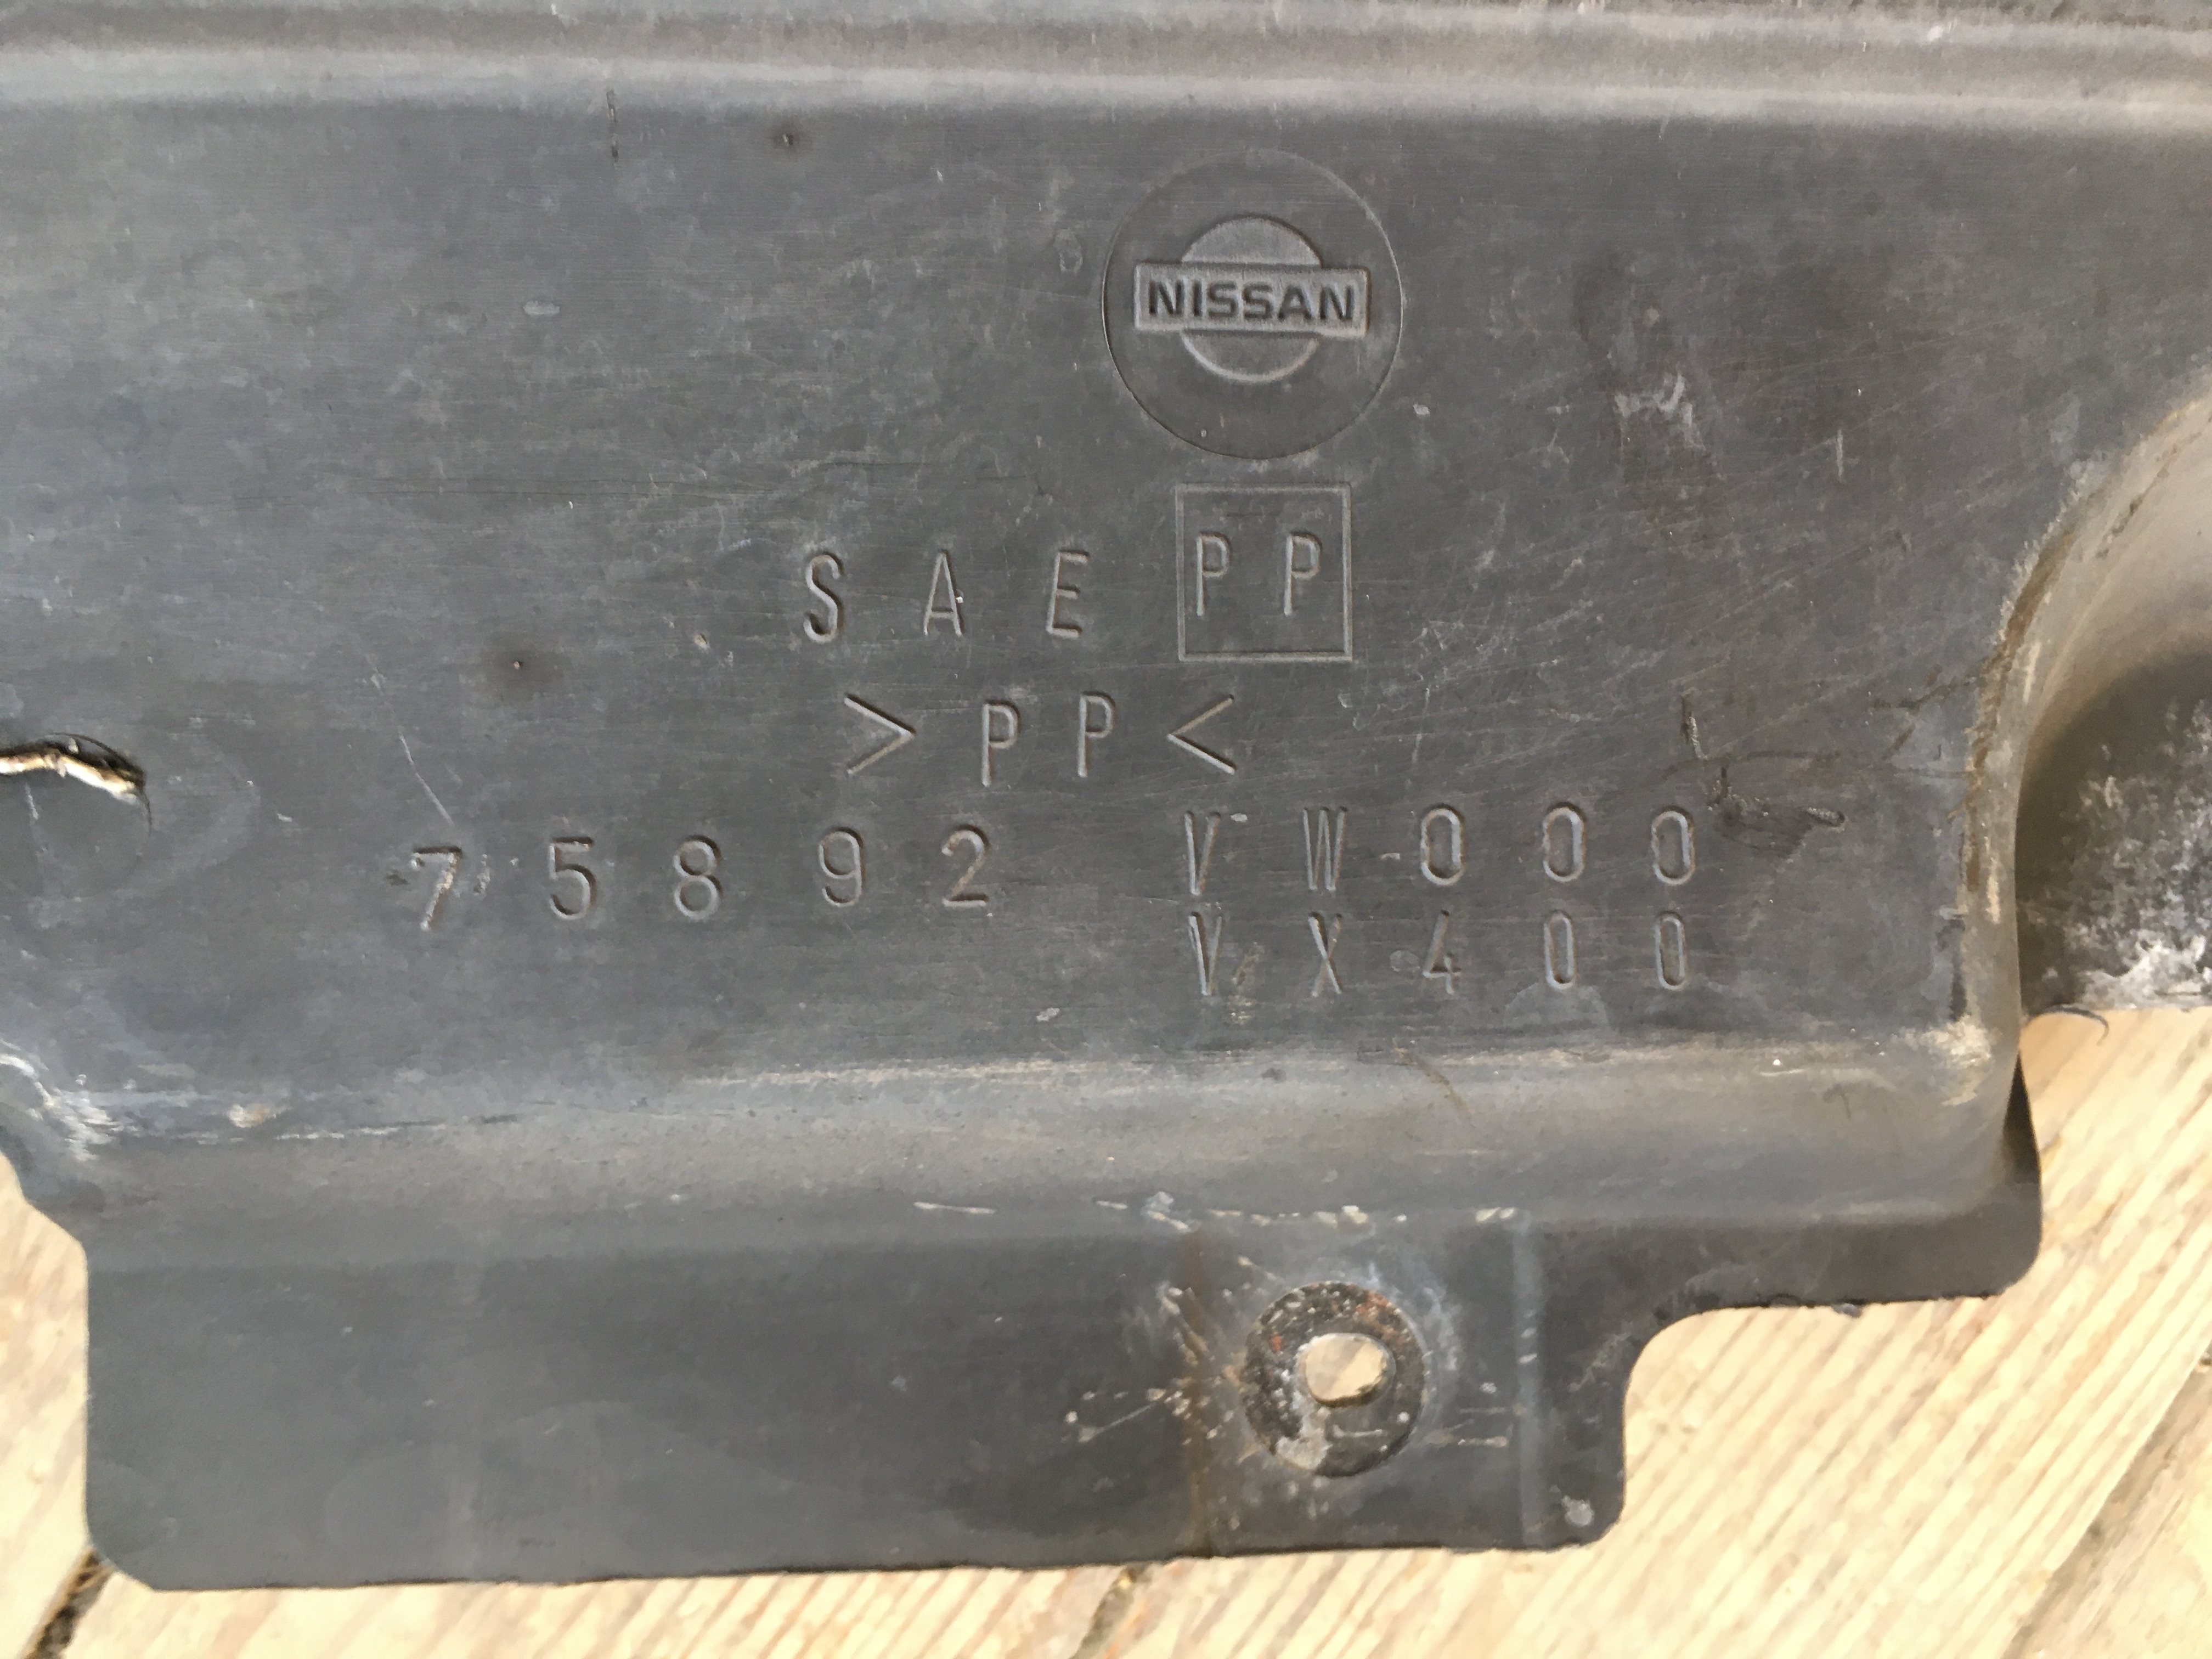 NISSAN
SAE PP
>PP<
75892 VW000
VX400